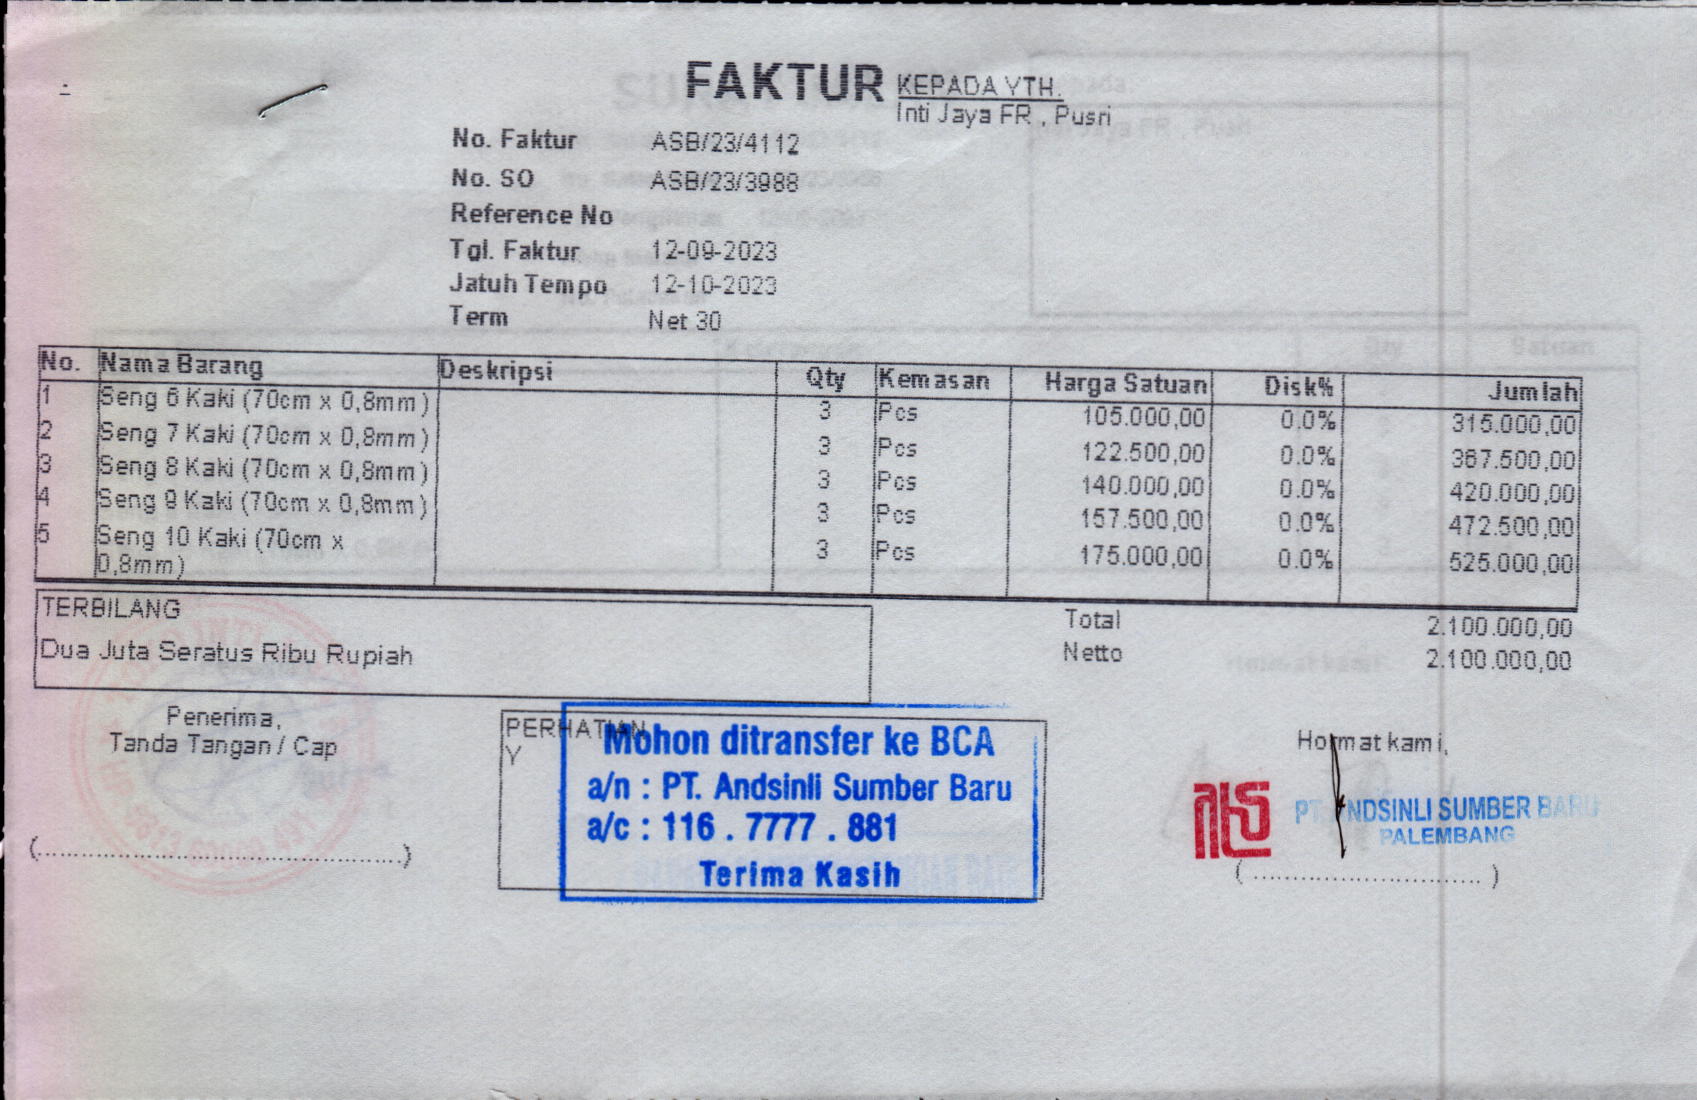 FAKTUR
KEPADA YTH.
Inti Jaya FR , Pusri
No. Faktur ASB/23/4112
No. SO ASB/23/3988
Reference No
Tgl. Faktur 12-09-2023
Jatuh Tempo 12-10-2023
Term Net 30
No. Nama Barang Deskripsi Qty Kemasan Harga Satuan Disk% Jumlah
1 Seng 6 Kaki (70cm x 0,8mm) 3 Pcs 105.000,00 0.0% 315.000,00
2 Seng 7 Kaki (70cm x 0,8mm) 3 Pcs 122.500,00 0.0% 367.500,00
3 Seng 8 Kaki (70cm x 0,8mm) 3 Pcs 140.000,00 0.0% 420.000,00
4 Seng 9 Kaki (70cm x 0,8mm) 3 Pcs 157.500,00 0.0% 472.500,00
5 Seng 10 Kaki (70cm x 3 Pcs 175.000,00 0.0% 525.000,00
0,8mm)
TERBILANG
Dua Juta Seratus Ribu Rupiah
Total 2.100.000,00
Netto 2.100.000,00
Penerima,
Tanda Tangan / Cap
(..........................................)
PERHATIAN
Y
Mohon ditransfer ke BCA
a/n : PT. Andsinli Sumber Baru
a/c : 116 . 7777 . 881
Terima Kasih
Hormat kami,
PT. ANDSINLI SUMBER BARU
PALEMBANG
( .............................. )